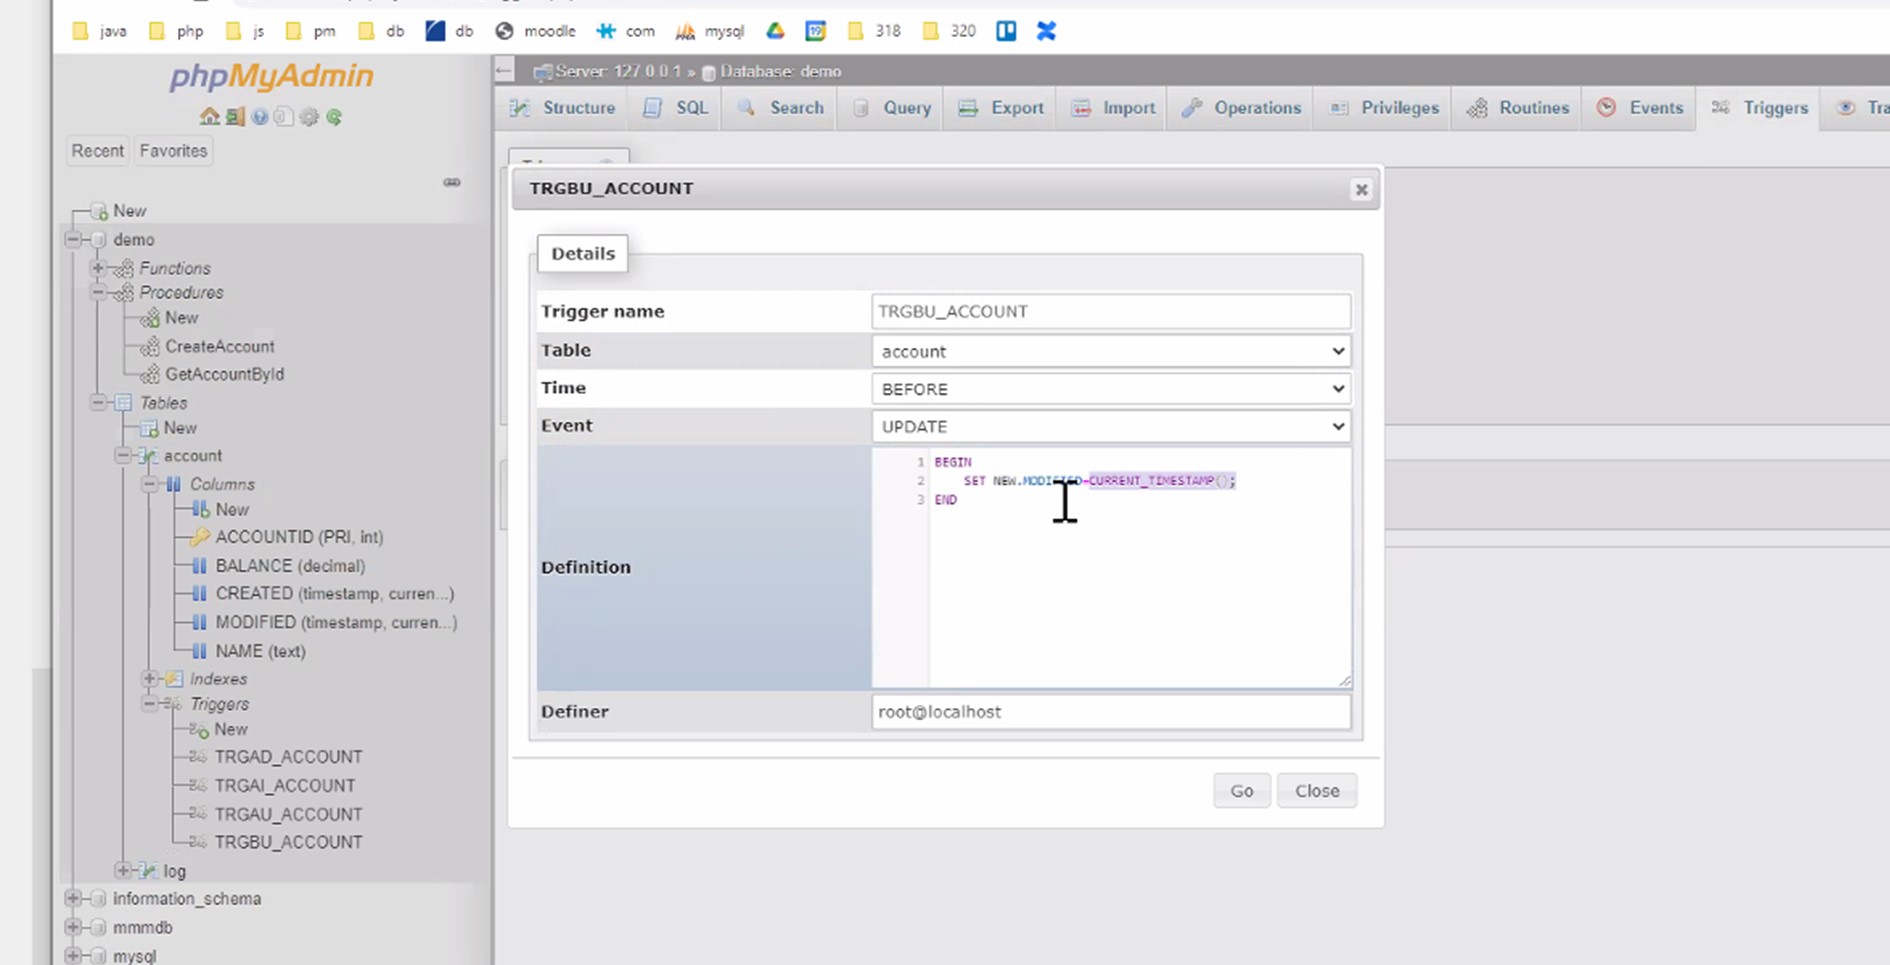 java php js pm db db moodle com mysql 19 318 320
phpMyAdmin
Recent Favorites
New
demo
Functions
Procedures
New
CreateAccount
GetAccountById
Tables
New
account
Columns
New
ACCOUNTID (PRI, int)
BALANCE (decimal)
CREATED (timestamp, curren...)
MODIFIED (timestamp, curren...)
NAME (text)
Indexes
Triggers
New
TRGAD_ACCOUNT
TRGAI_ACCOUNT
TRGAU_ACCOUNT
TRGBU_ACCOUNT
log
information_schema
mmmdb
mysql
Server: 127.0.0.1 » Database: demo
Structure SQL Search Query Export Import Operations Privileges Routines Events Triggers Tra
TRGBU_ACCOUNT
Details
Trigger name TRGBU_ACCOUNT
Table account
Time BEFORE
Event UPDATE
Definition
1 BEGIN
2 SET NEW.MODIFIED=CURRENT_TIMESTAMP();
3 END
Definer root@localhost
Go Close